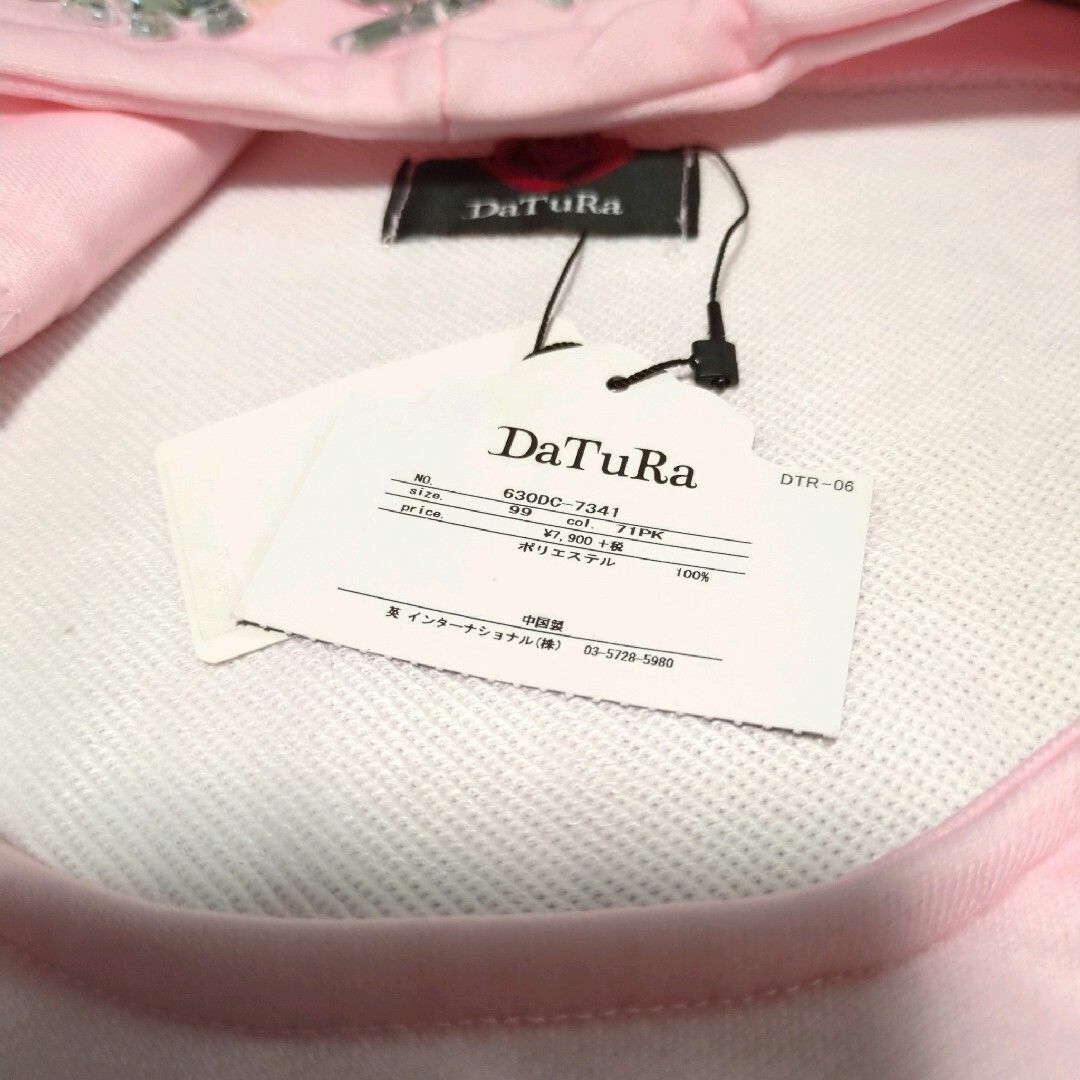 DaTuRa
DaTuRa
DTR-06
NO. 630DC-7341
size. 99 col. 71PK
price. ¥7,900+税
ポリエステル 100%
中国製
英 インターナショナル(株) 03-5728-5980